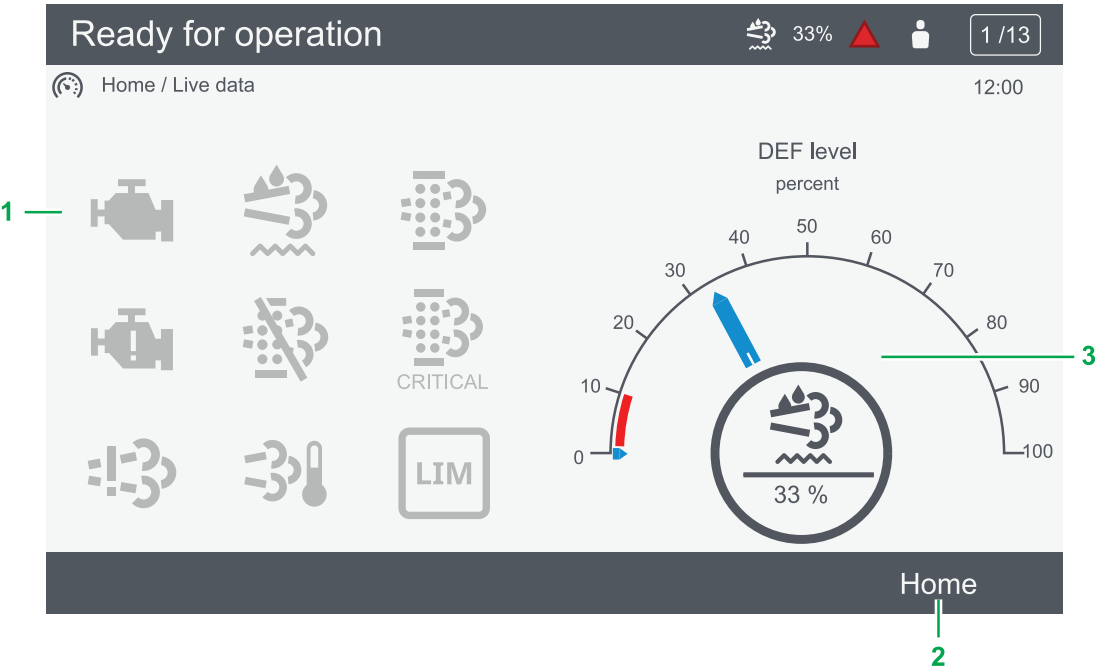 Ready for operation 33% 1 /13
Home / Live data 12:00
DEF level
percent
50
40 60
30 70
1
20 80
3
CRITICAL
10 90
LIM
0 100
33 %
Home
2